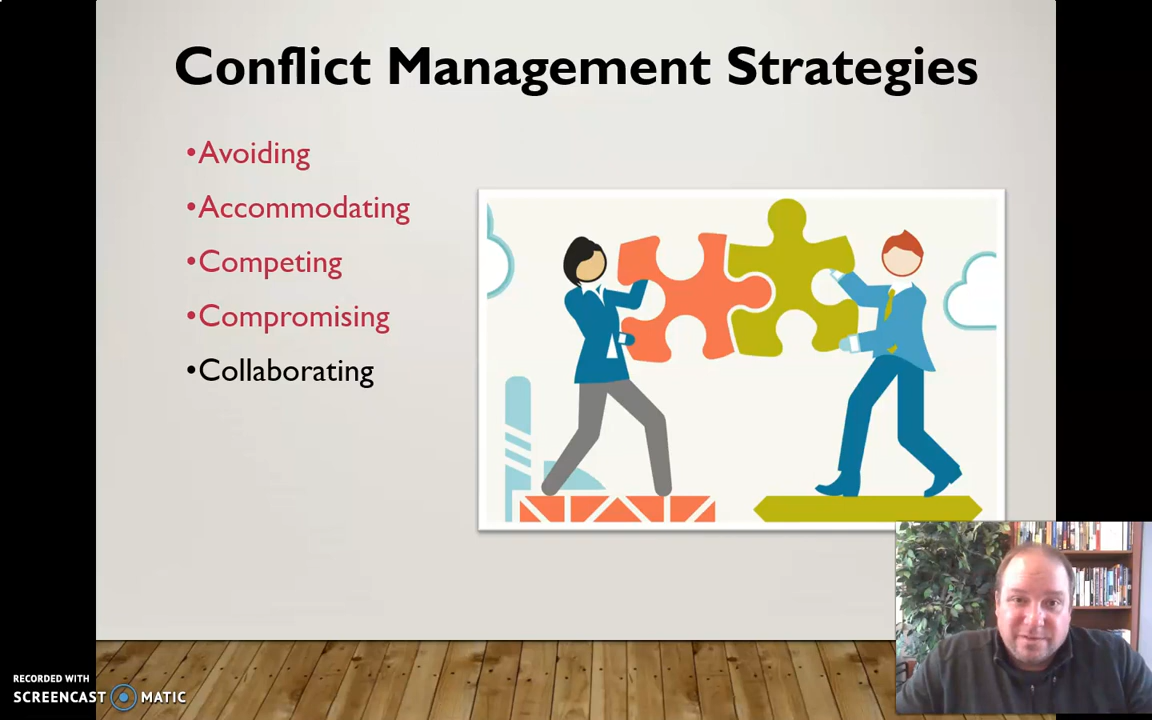 Conflict Management Strategies
•Avoiding
•Accommodating
•Competing
•Compromising
•Collaborating
RECORDED WITH
SCREENCAST MATIC